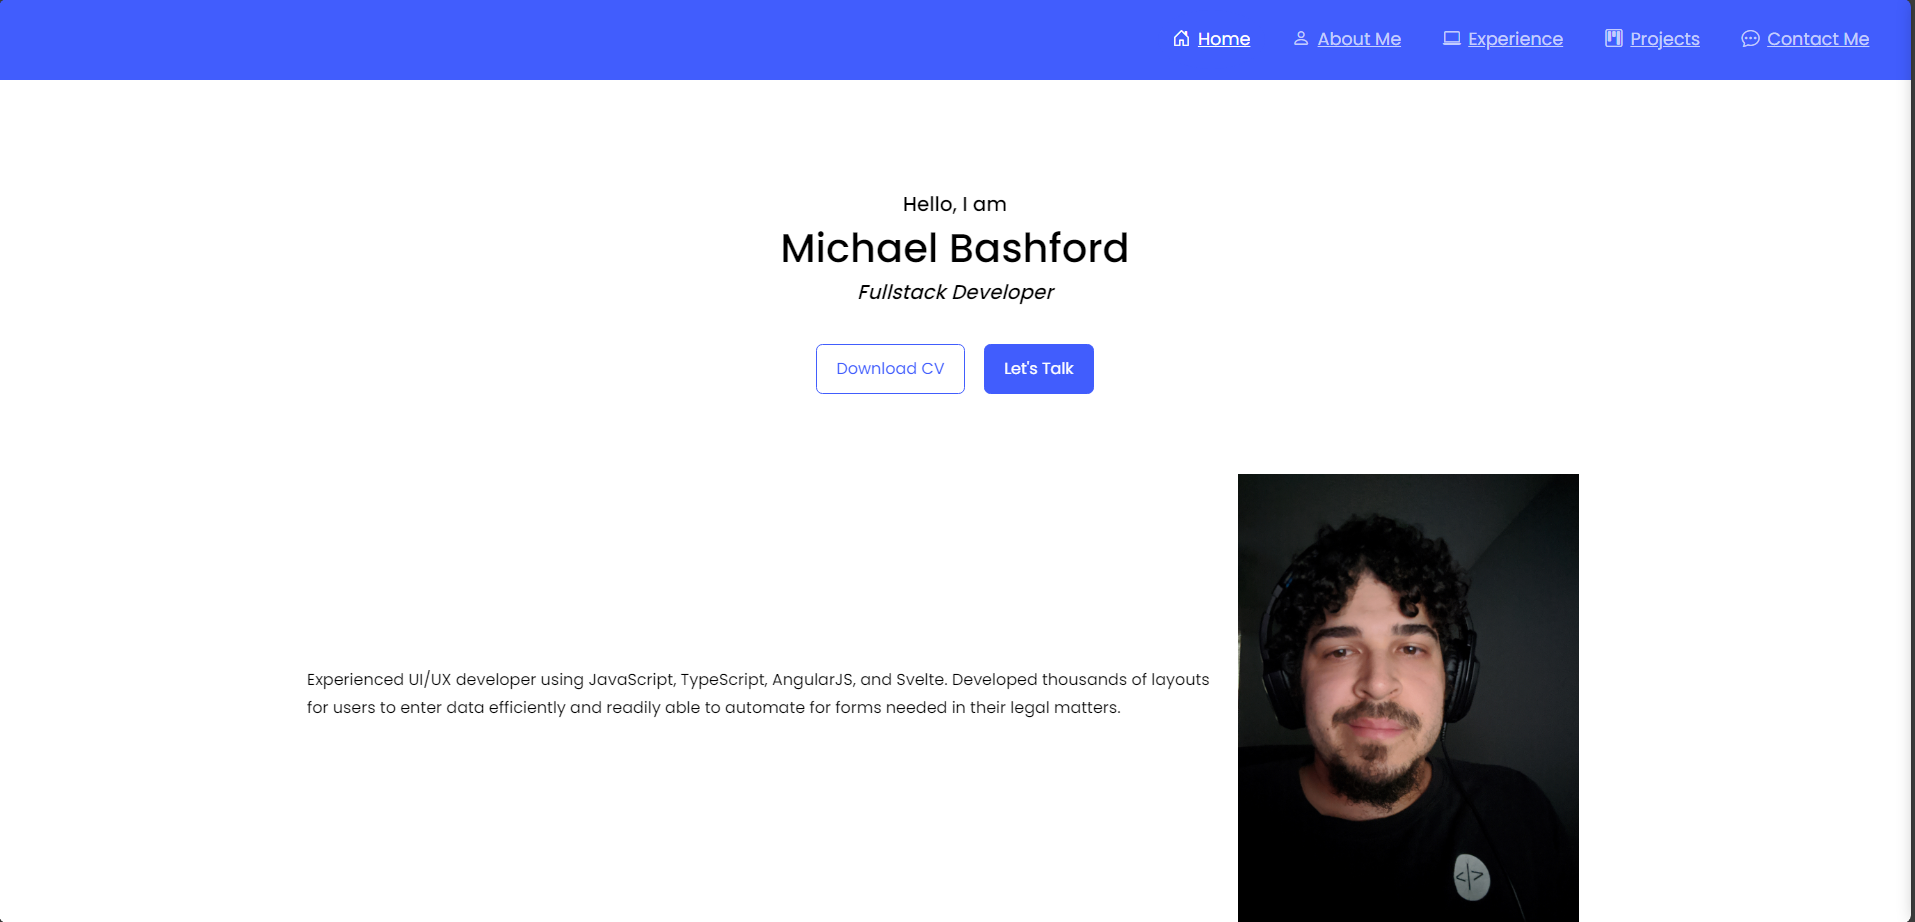 Home About Me Experience Projects Contact Me
Hello, I am
Michael Bashford
Fullstack Developer
Download CV Let's Talk
Experienced UI/UX developer using JavaScript, TypeScript, AngularJS, and Svelte. Developed thousands of layouts
for users to enter data efficiently and readily able to automate for forms needed in their legal matters.
</>